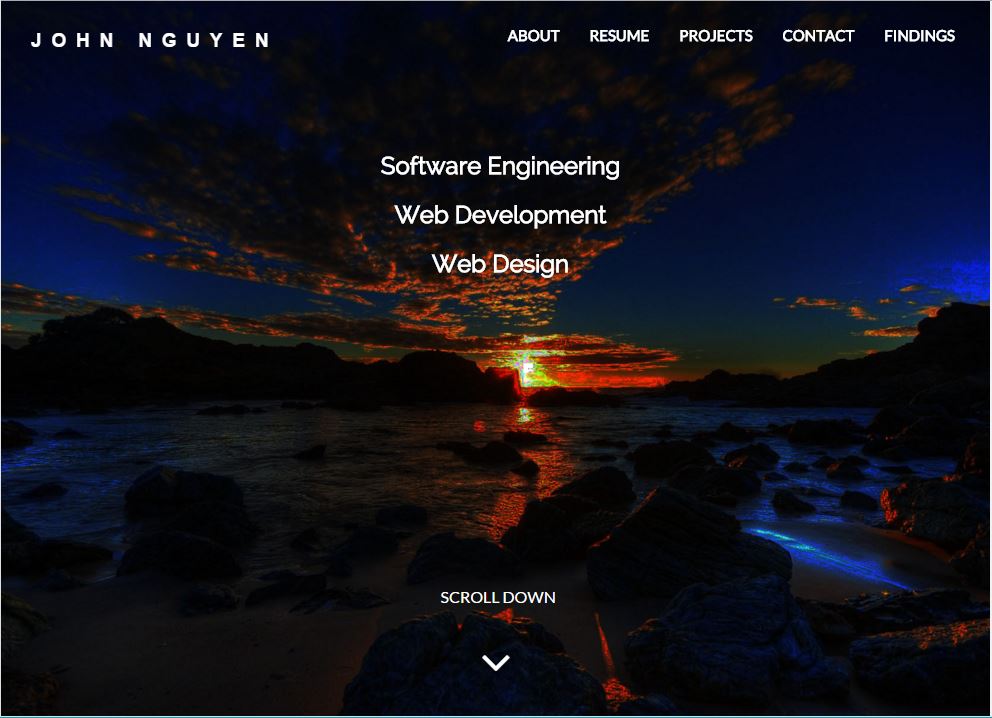 JOHN NGUYEN
ABOUT RESUME PROJECTS CONTACT FINDINGS
Software Engineering
Web Development
Web Design
SCROLL DOWN